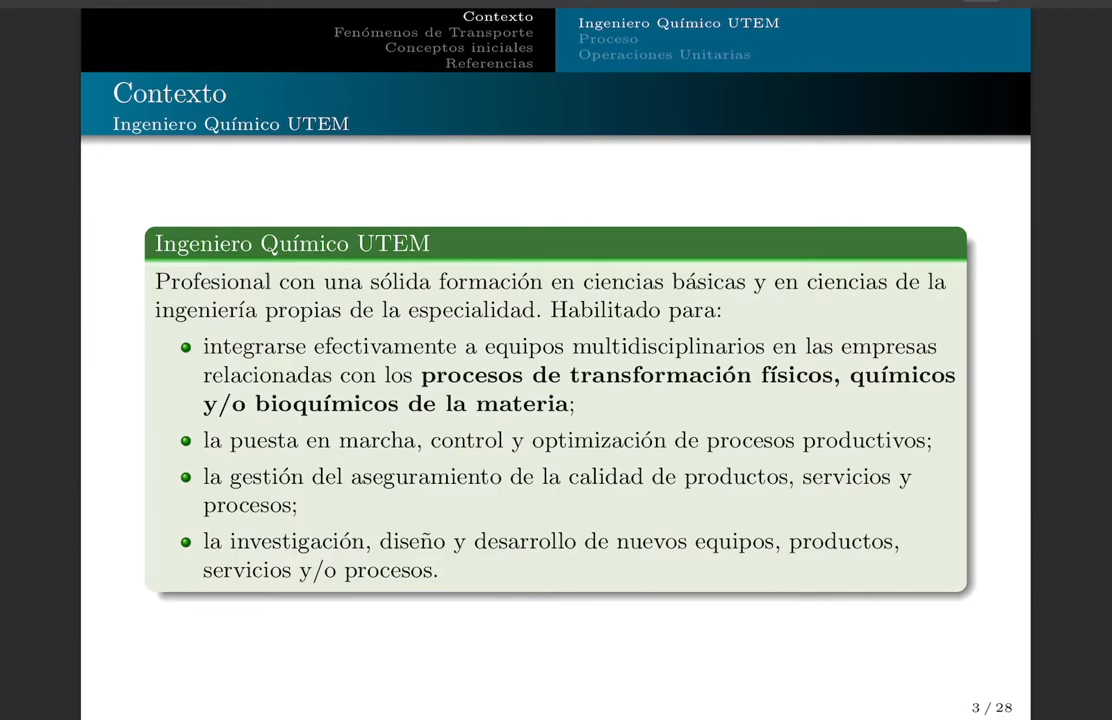 Contexto
Fenómenos de Transporte
Conceptos iniciales
Referencias
Ingeniero Químico UTEM
Proceso
Operaciones Unitarias
Contexto
Ingeniero Químico UTEM
Ingeniero Químico UTEM
Profesional con una sólida formación en ciencias básicas y en ciencias de la
ingeniería propias de la especialidad. Habilitado para:
integrarse efectivamente a equipos multidisciplinarios en las empresas
relacionadas con los procesos de transformación físicos, químicos
y/o bioquímicos de la materia;
la puesta en marcha, control y optimización de procesos productivos;
la gestión del aseguramiento de la calidad de productos, servicios y
procesos;
la investigación, diseño y desarrollo de nuevos equipos, productos,
servicios y/o procesos.
3 / 28